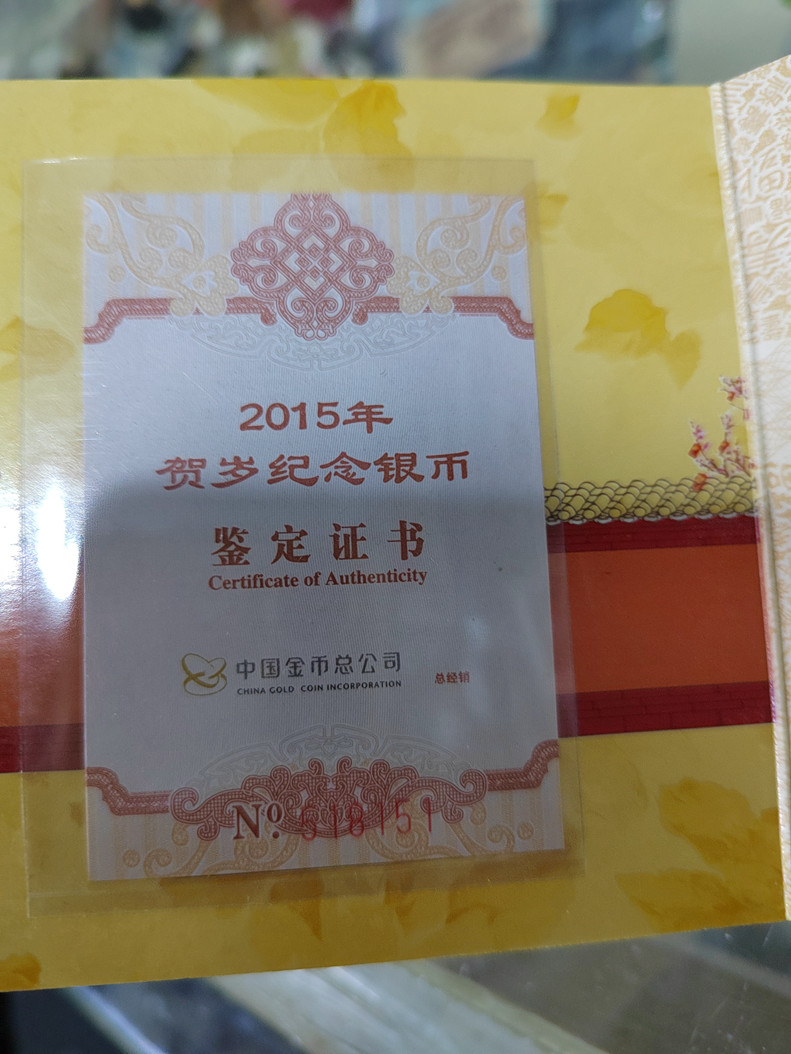 2015年
贺岁纪念银币
鉴定证书
Certificate of Authenticity
中国金币总公司
CHINA GOLD COIN INCORPORATION
总经销
Nº. 518151
福